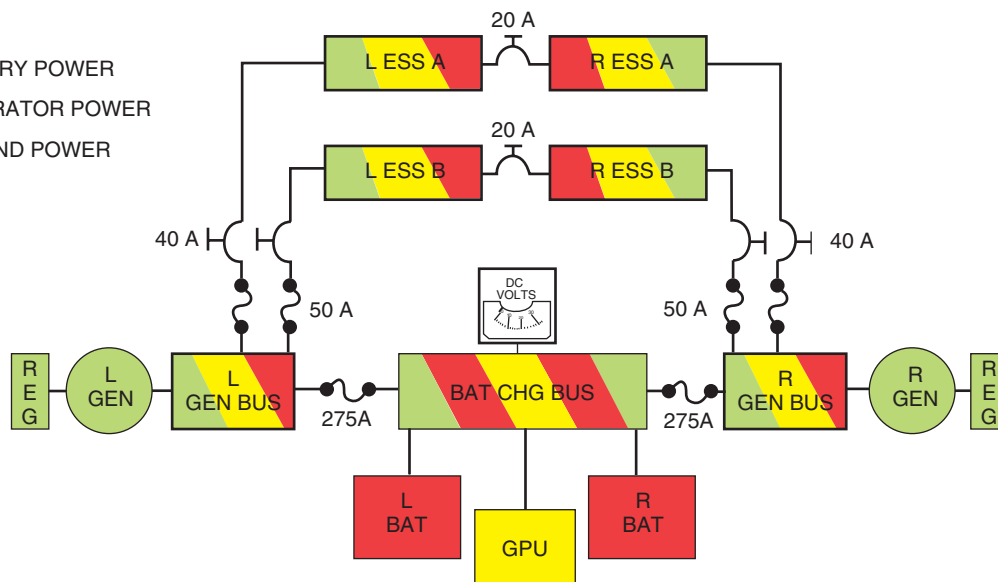 20 A
L ESS A
R ESS A
RY POWER
RATOR POWER
ND POWER
20 A
L ESS B
R ESS B
40 A
40 A
DC
VOLTS
50 A
50 A
R
E
G
L
GEN
L
GEN BUS
275A
BAT CHG BUS
275A
R
GEN BUS
R
GEN
R
E
G
L
BAT
GPU
R
BAT